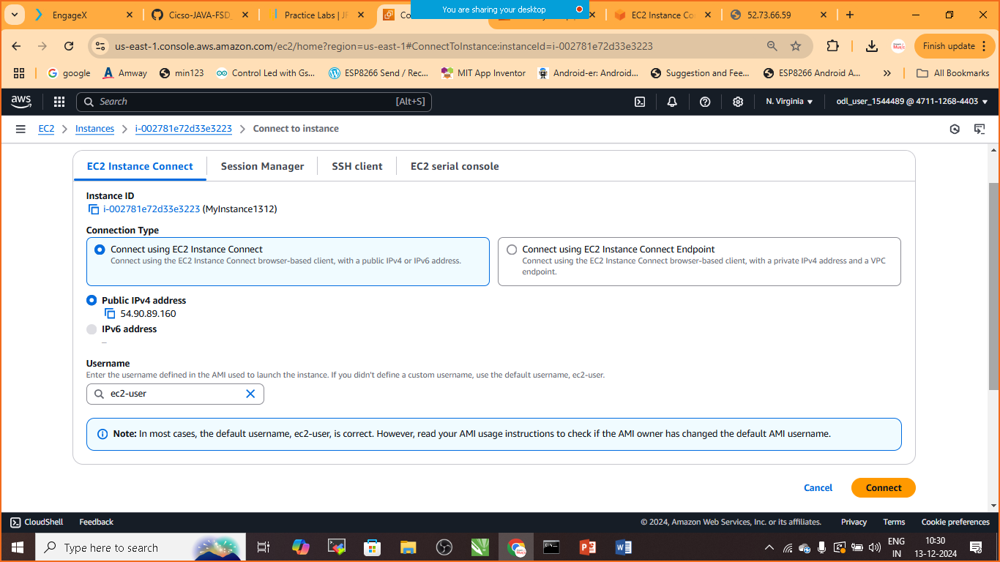 You are sharing your desktop
EngageX
Cicso-JAVA-FSD_
Practice Labs | JF
Co
EC2 Instance Co
52.73.66.59
us-east-1.console.aws.amazon.com/ec2/home?region=us-east-1#ConnectToInstance:instanceId=i-002781e72d33e3223
Finish update
google
Amway
min123
Control Led with Gs...
ESP8266 Send / Rec...
MIT App Inventor
Android-er: Android...
Suggestion and Fee...
ESP8266 Android A...
All Bookmarks
aws
Search
[Alt+S]
N. Virginia
odl_user_1544489 @ 4711-1268-4403
EC2
Instances
i-002781e72d33e3223
Connect to instance
EC2 Instance Connect
Session Manager
SSH client
EC2 serial console
Instance ID
i-002781e72d33e3223 (MyInstance1312)
Connection Type
Connect using EC2 Instance Connect
Connect using the EC2 Instance Connect browser-based client, with a public IPv4 or IPv6 address.
Connect using EC2 Instance Connect Endpoint
Connect using the EC2 Instance Connect browser-based client, with a private IPv4 address and a VPC
endpoint.
Public IPv4 address
54.90.89.160
IPv6 address
–
Username
Enter the username defined in the AMI used to launch the instance. If you didn't define a custom username, use the default username, ec2-user.
ec2-user
Note: In most cases, the default username, ec2-user, is correct. However, read your AMI usage instructions to check if the AMI owner has changed the default AMI username.
Cancel
Connect
CloudShell
Feedback
© 2024, Amazon Web Services, Inc. or its affiliates.
Privacy
Terms
Cookie preferences
Type here to search
ENG
IN
10:30
13-12-2024